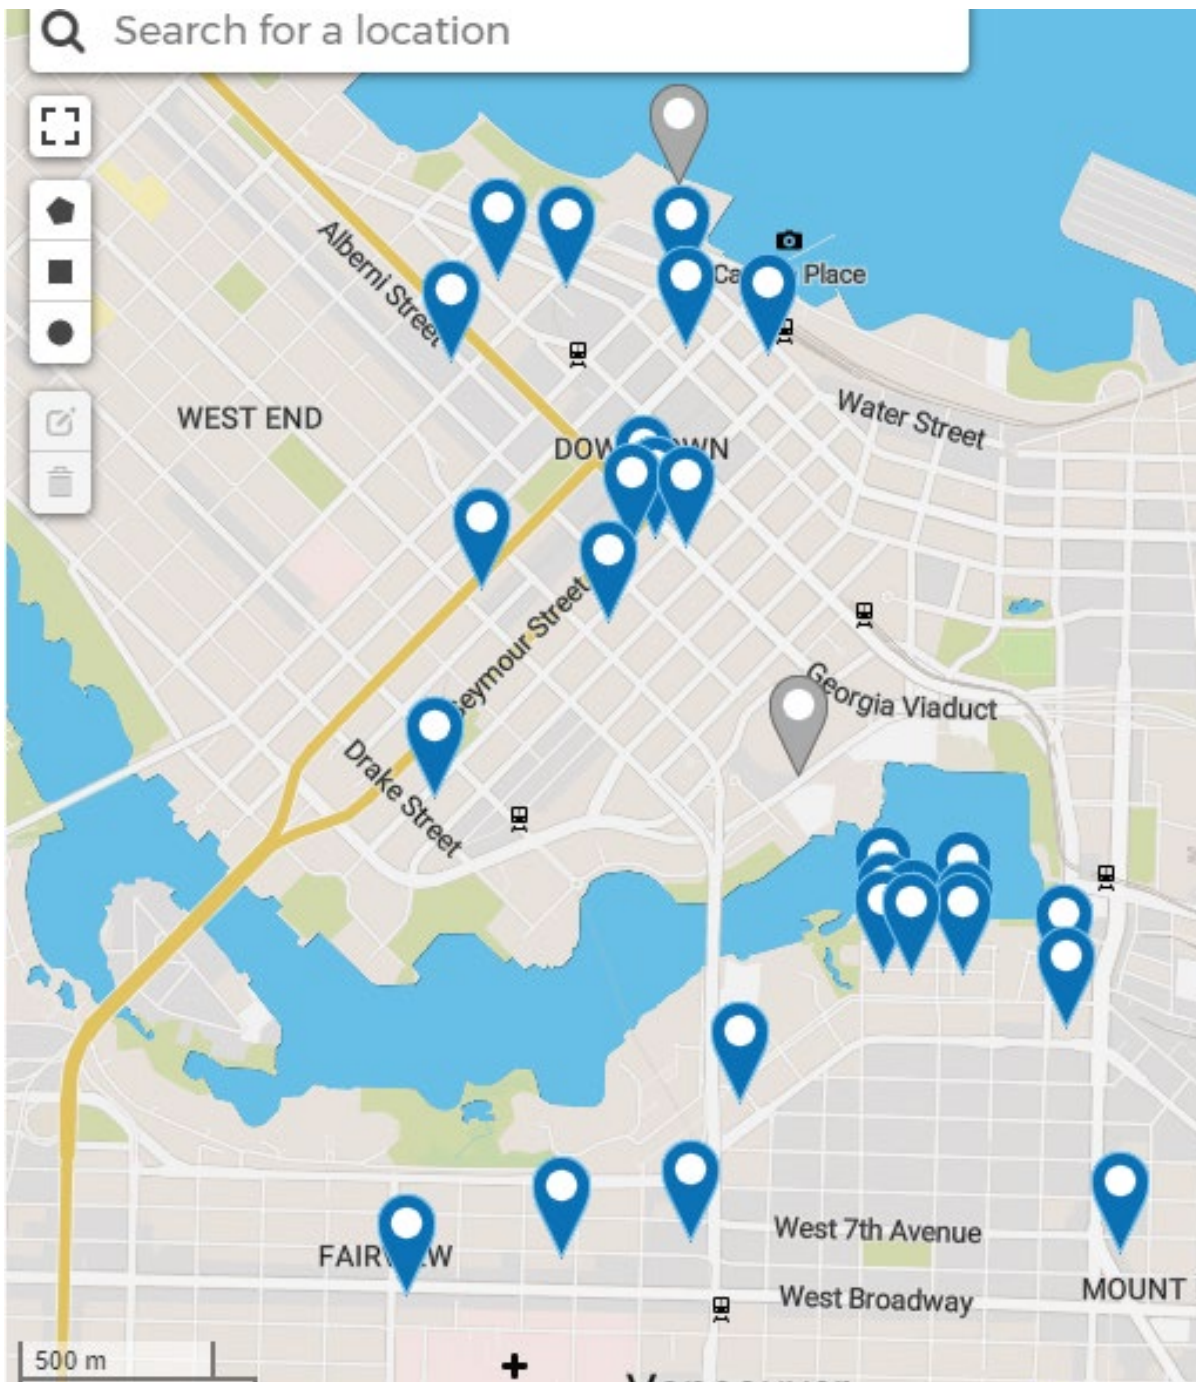 Search for a location
Alberni Street
Place
WEST END
Water Street
Seymour Street
Georgia Viaduct
Drake Street
West 7th Avenue
MOUNT
West Broadway
500 m